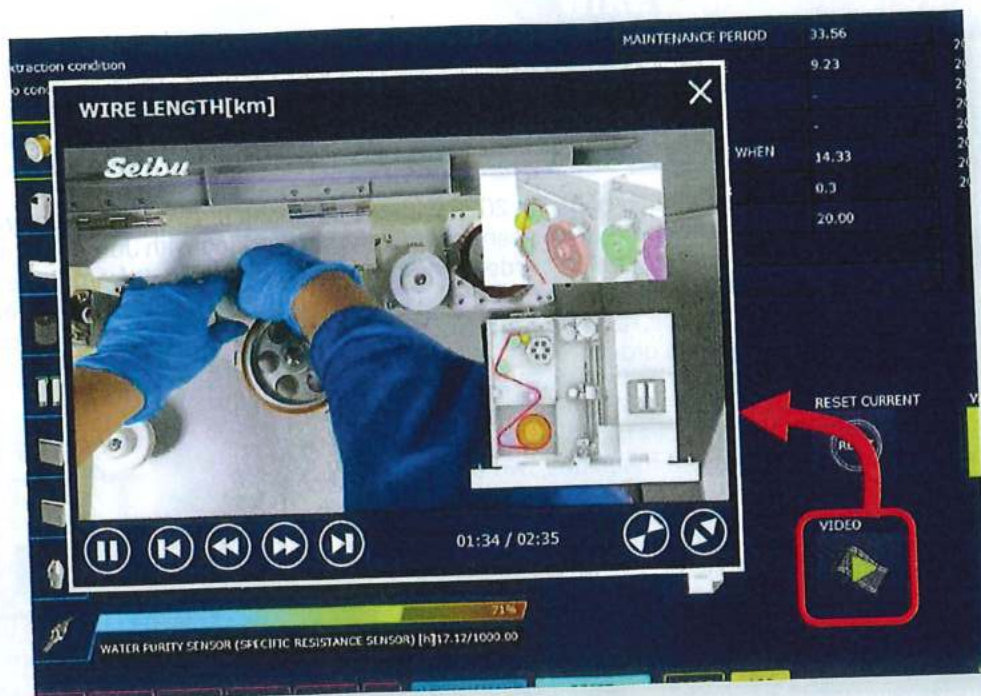 MAINTENANCE PERIOD 33.56
xtraction condition
9.23
WIRE LENGTH[km]
-
Seibu
-
WHEN 14.33
0.3
20.00
RESET CURRENT
VIDEO
01:34 / 02:35
71%
WATER PURITY SENSOR (SPECIFIC RESISTANCE SENSOR) [h]
17.12/1000.00